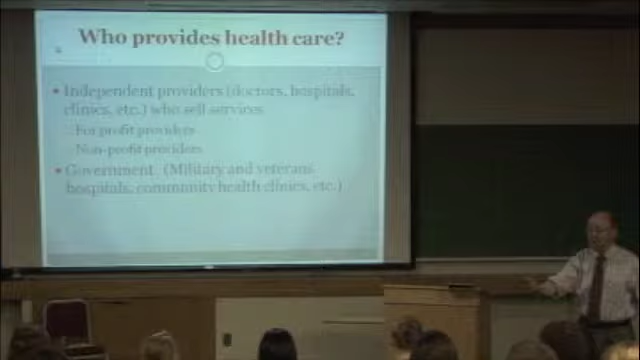 Who provides health care?
• Independent providers (doctors, hospitals,
clinics, etc.) who sell services
For profit providers
Non-profit providers
• Government (Military and veterans
hospitals, community health clinics, etc.)